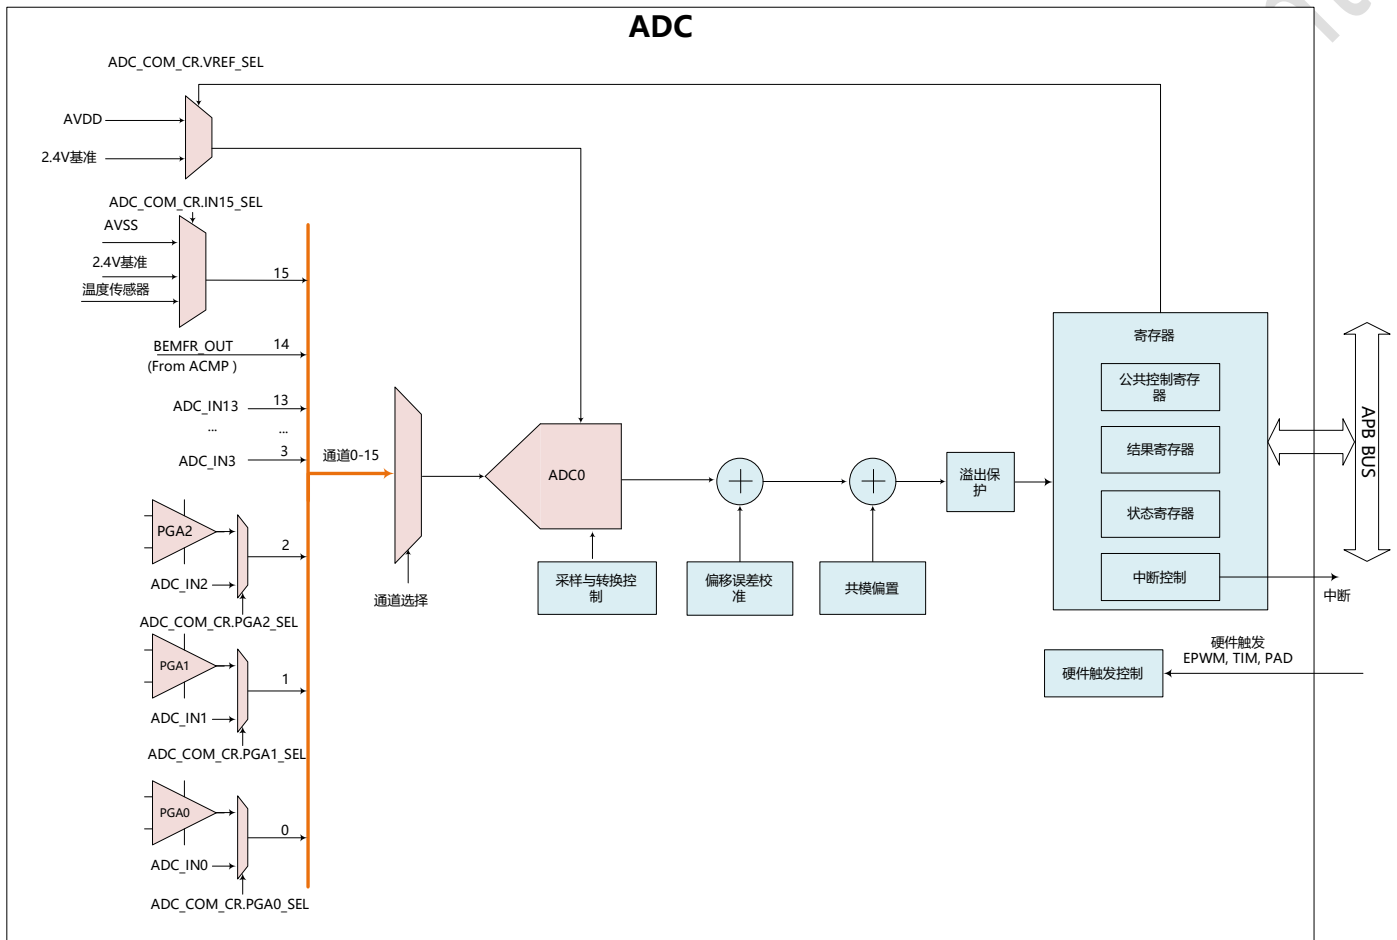 ADC
ADC_COM_CR.VREF_SEL
AVDD
2.4V基准
ADC_COM_CR.IN15_SEL
AVSS
2.4V基准
温度传感器
15
BEMFR_OUT
14
(From ACMP )
ADC_IN13
13
...
...
ADC_IN3
3
通道0-15
PGA2
2
ADC_IN2
ADC_COM_CR.PGA2_SEL
PGA1
1
ADC_IN1
ADC_COM_CR.PGA1_SEL
PGA0
0
ADC_IN0
ADC_COM_CR.PGA0_SEL
通道选择
ADC0
采样与转换控
制
偏移误差校
准
共模偏置
溢出保
护
寄存器
公共控制寄存
器
结果寄存器
状态寄存器
中断控制
中断
APB BUS
硬件触发
EPWM, TIM, PAD
硬件触发控制